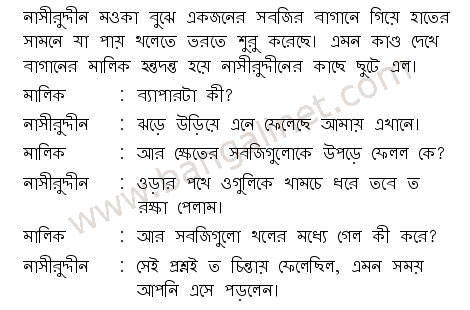 নাসীরুদ্দীন মওকা বুঝে একজনের সবজির বাগানে গিয়ে হাতের
সামনে যা পায় থলেতে ভরতে শুরু করেছে। এমন কাণ্ড দেখে
বাগানের মালিক হন্তদন্ত হয়ে নাসীরুদ্দীনের কাছে ছুটে এল।
মালিক : ব্যাপারটা কী?
নাসীরুদ্দীন : ঝড়ে উড়িয়ে এনে ফেলেছে আমায় এখানে।
মালিক : আর ক্ষেতের সবজিগুলোকে উপড়ে ফেলল কে?
নাসীরুদ্দীন : ওড়ার পথে ওগুলিকে খামচে ধরে তবে ত
রক্ষা পেলাম।
মালিক : আর সবজিগুলো থলের মধ্যে গেল কী করে?
নাসীরুদ্দীন : সেই প্রশ্নই ত চিন্তায় ফেলেছিল, এমন সময়
আপনি এসে পড়লেন।
www.bangalinet.com